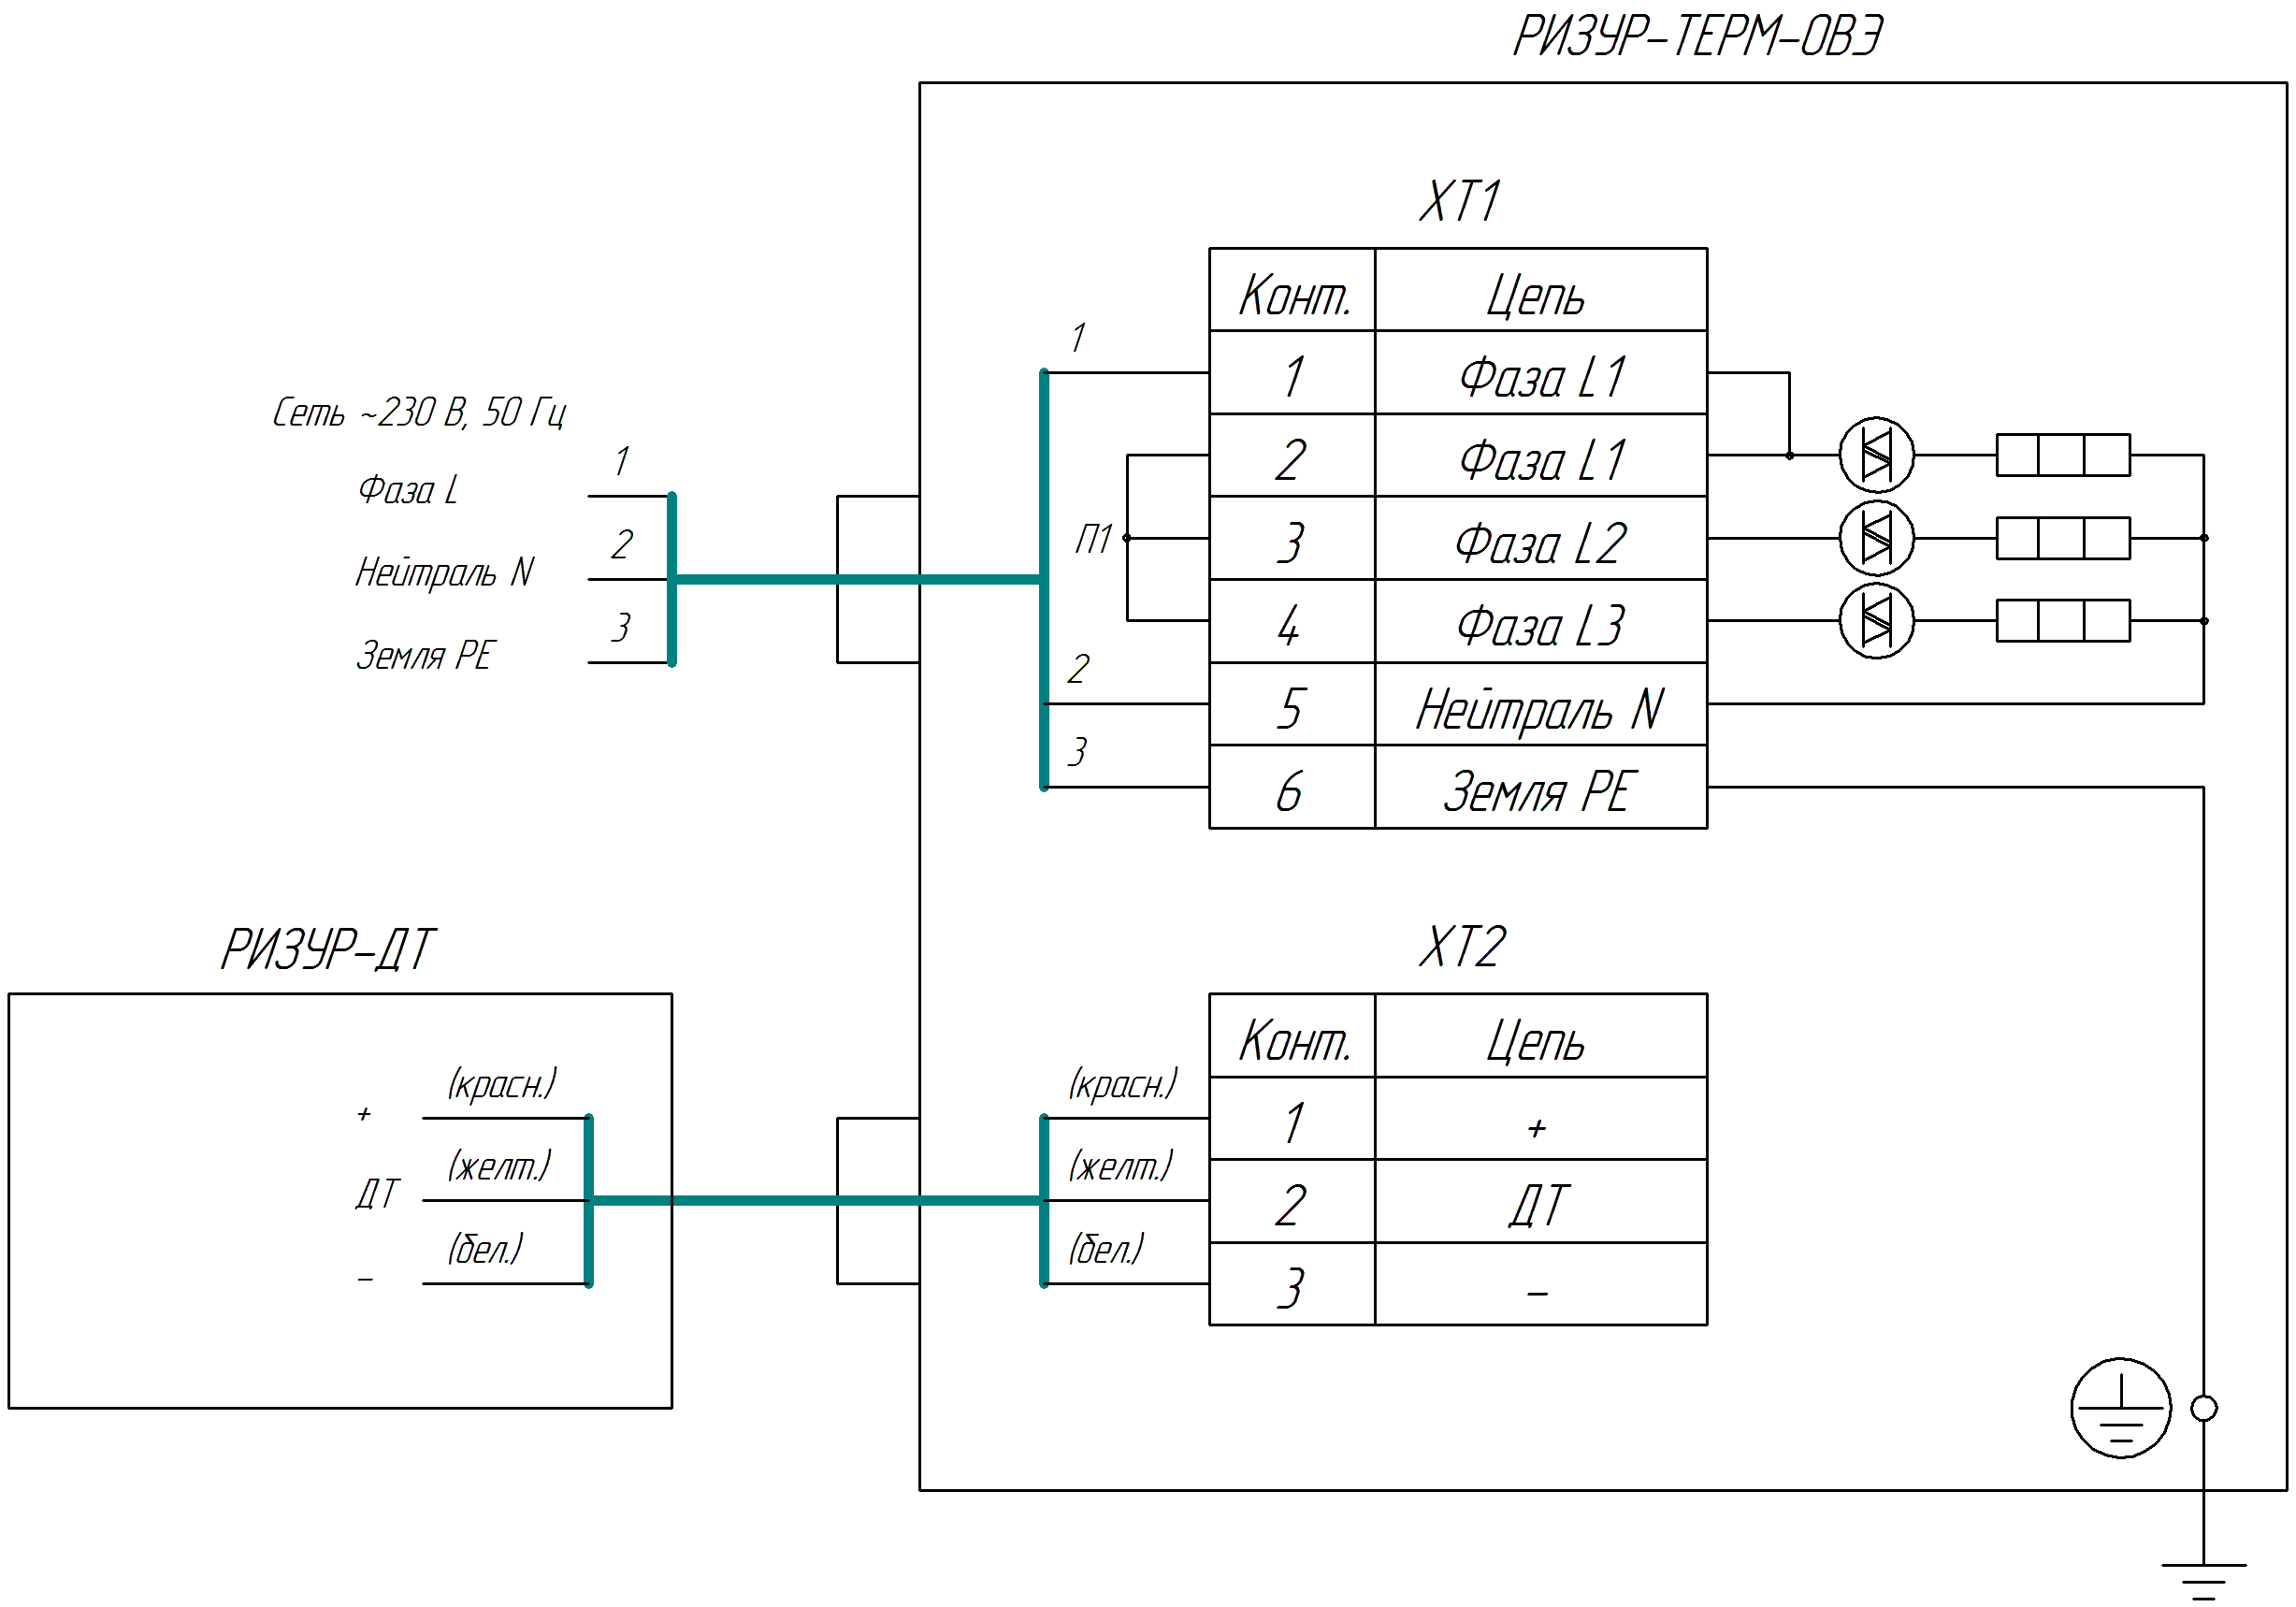 РИЗУР-ТЕРМ-ОВЭ
XT1
Конт. Цепь
1 Фаза L1
2 Фаза L1
3 Фаза L2
4 Фаза L3
5 Нейтраль N
6 Земля PE
1
П1
2
3
Сеть ~230 В, 50 Гц
Фаза L 1
Нейтраль N 2
Земля PE 3
РИЗУР-ДТ
+ (красн.)
ДТ (желт.)
- (бел.)
XT2
Конт. Цепь
(красн.) 1 +
(желт.) 2 ДТ
(бел.) 3 -